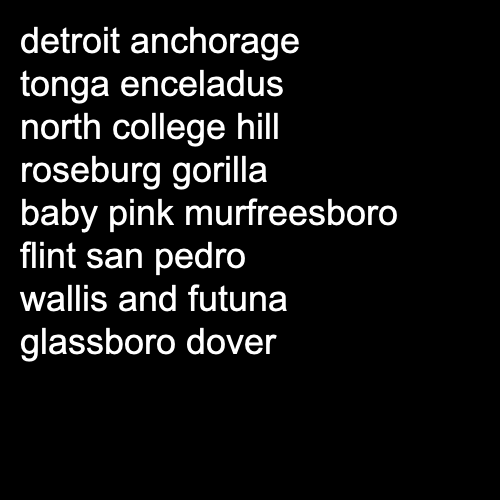 detroit anchorage
tonga enceladus
north college hill
roseburg gorilla
baby pink murfreesboro
flint san pedro
wallis and futuna
glassboro dover